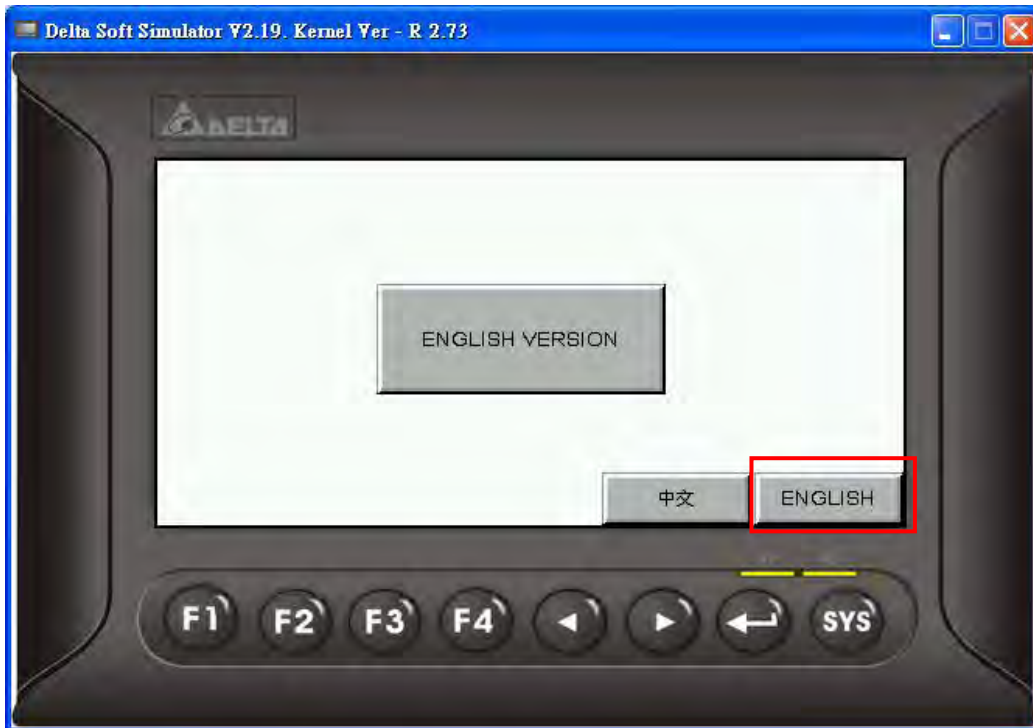 Delta Soft Simulator V2.19. Kernel Ver - R 2.73
DELTA
ENGLISH VERSION
中文 ENGLISH
F1 F2 F3 F4 SYS